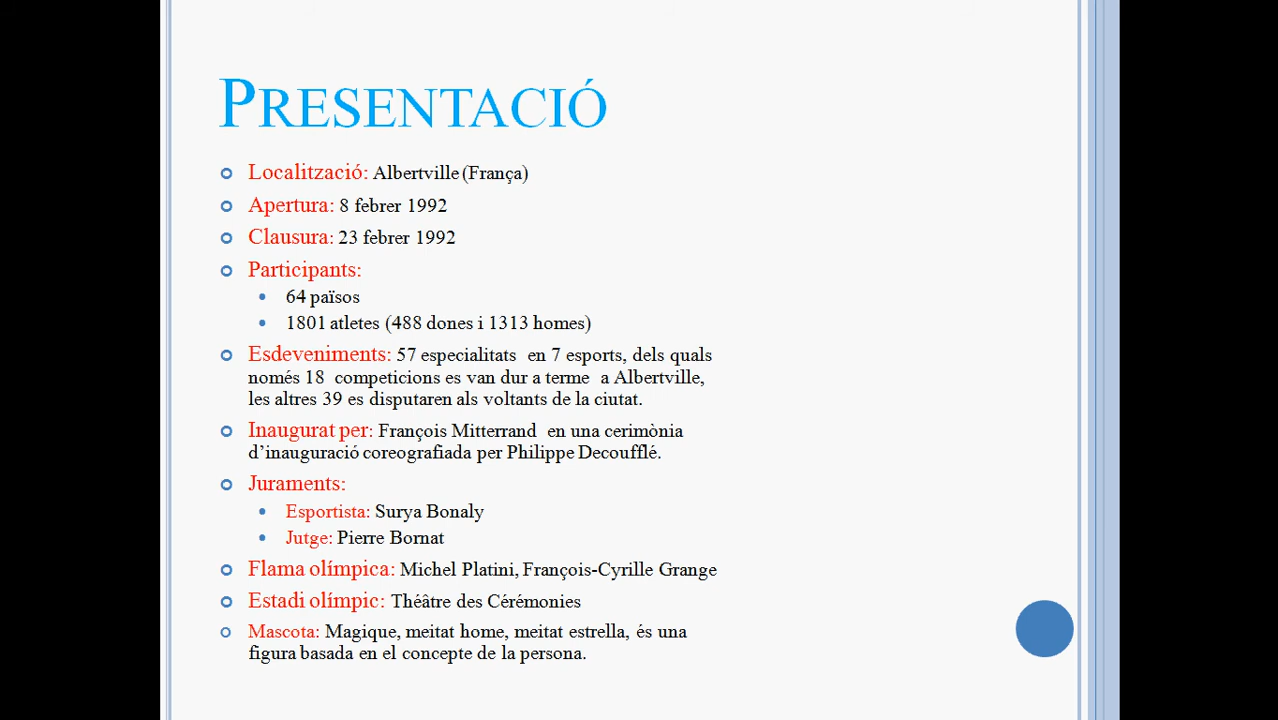 PRESENTACIÓ
Localització: Albertville (França)
Apertura: 8 febrer 1992
Clausura: 23 febrer 1992
Participants:
64 països
1801 atletes (488 dones i 1313 homes)
Esdeveniments: 57 especialitats en 7 esports, dels quals
només 18 competicions es van dur a terme a Albertville,
les altres 39 es disputaren als voltants de la ciutat.
Inaugurat per: François Mitterrand en una cerimònia
d’inauguració coreografiada per Philippe Decoufflé.
Juraments:
Esportista: Surya Bonaly
Jutge: Pierre Bornat
Flama olímpica: Michel Platini, François-Cyrille Grange
Estadi olímpic: Théâtre des Cérémonies
Mascota: Magique, meitat home, meitat estrella, és una
figura basada en el concepte de la persona.